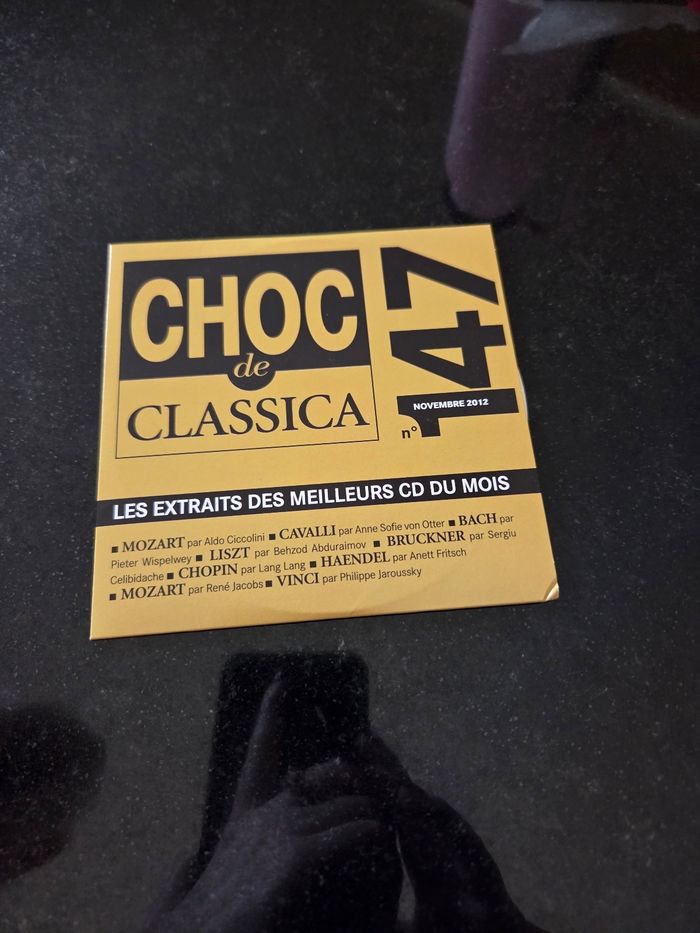 CHOC
de
CLASSICA
147
NOVEMBRE 2012
n°
LES EXTRAITS DES MEILLEURS CD DU MOIS
■ MOZART par Aldo Ciccolini ■ CAVALLI par Anne Sofie von Otter ■ BACH par
Pieter Wispelwey ■ LISZT par Behzod Abduraimov ■ BRUCKNER par Sergiu
Celibidache ■ CHOPIN par Lang Lang ■ HAENDEL par Anett Fritsch
■ MOZART par René Jacobs ■ VINCI par Philippe Jaroussky